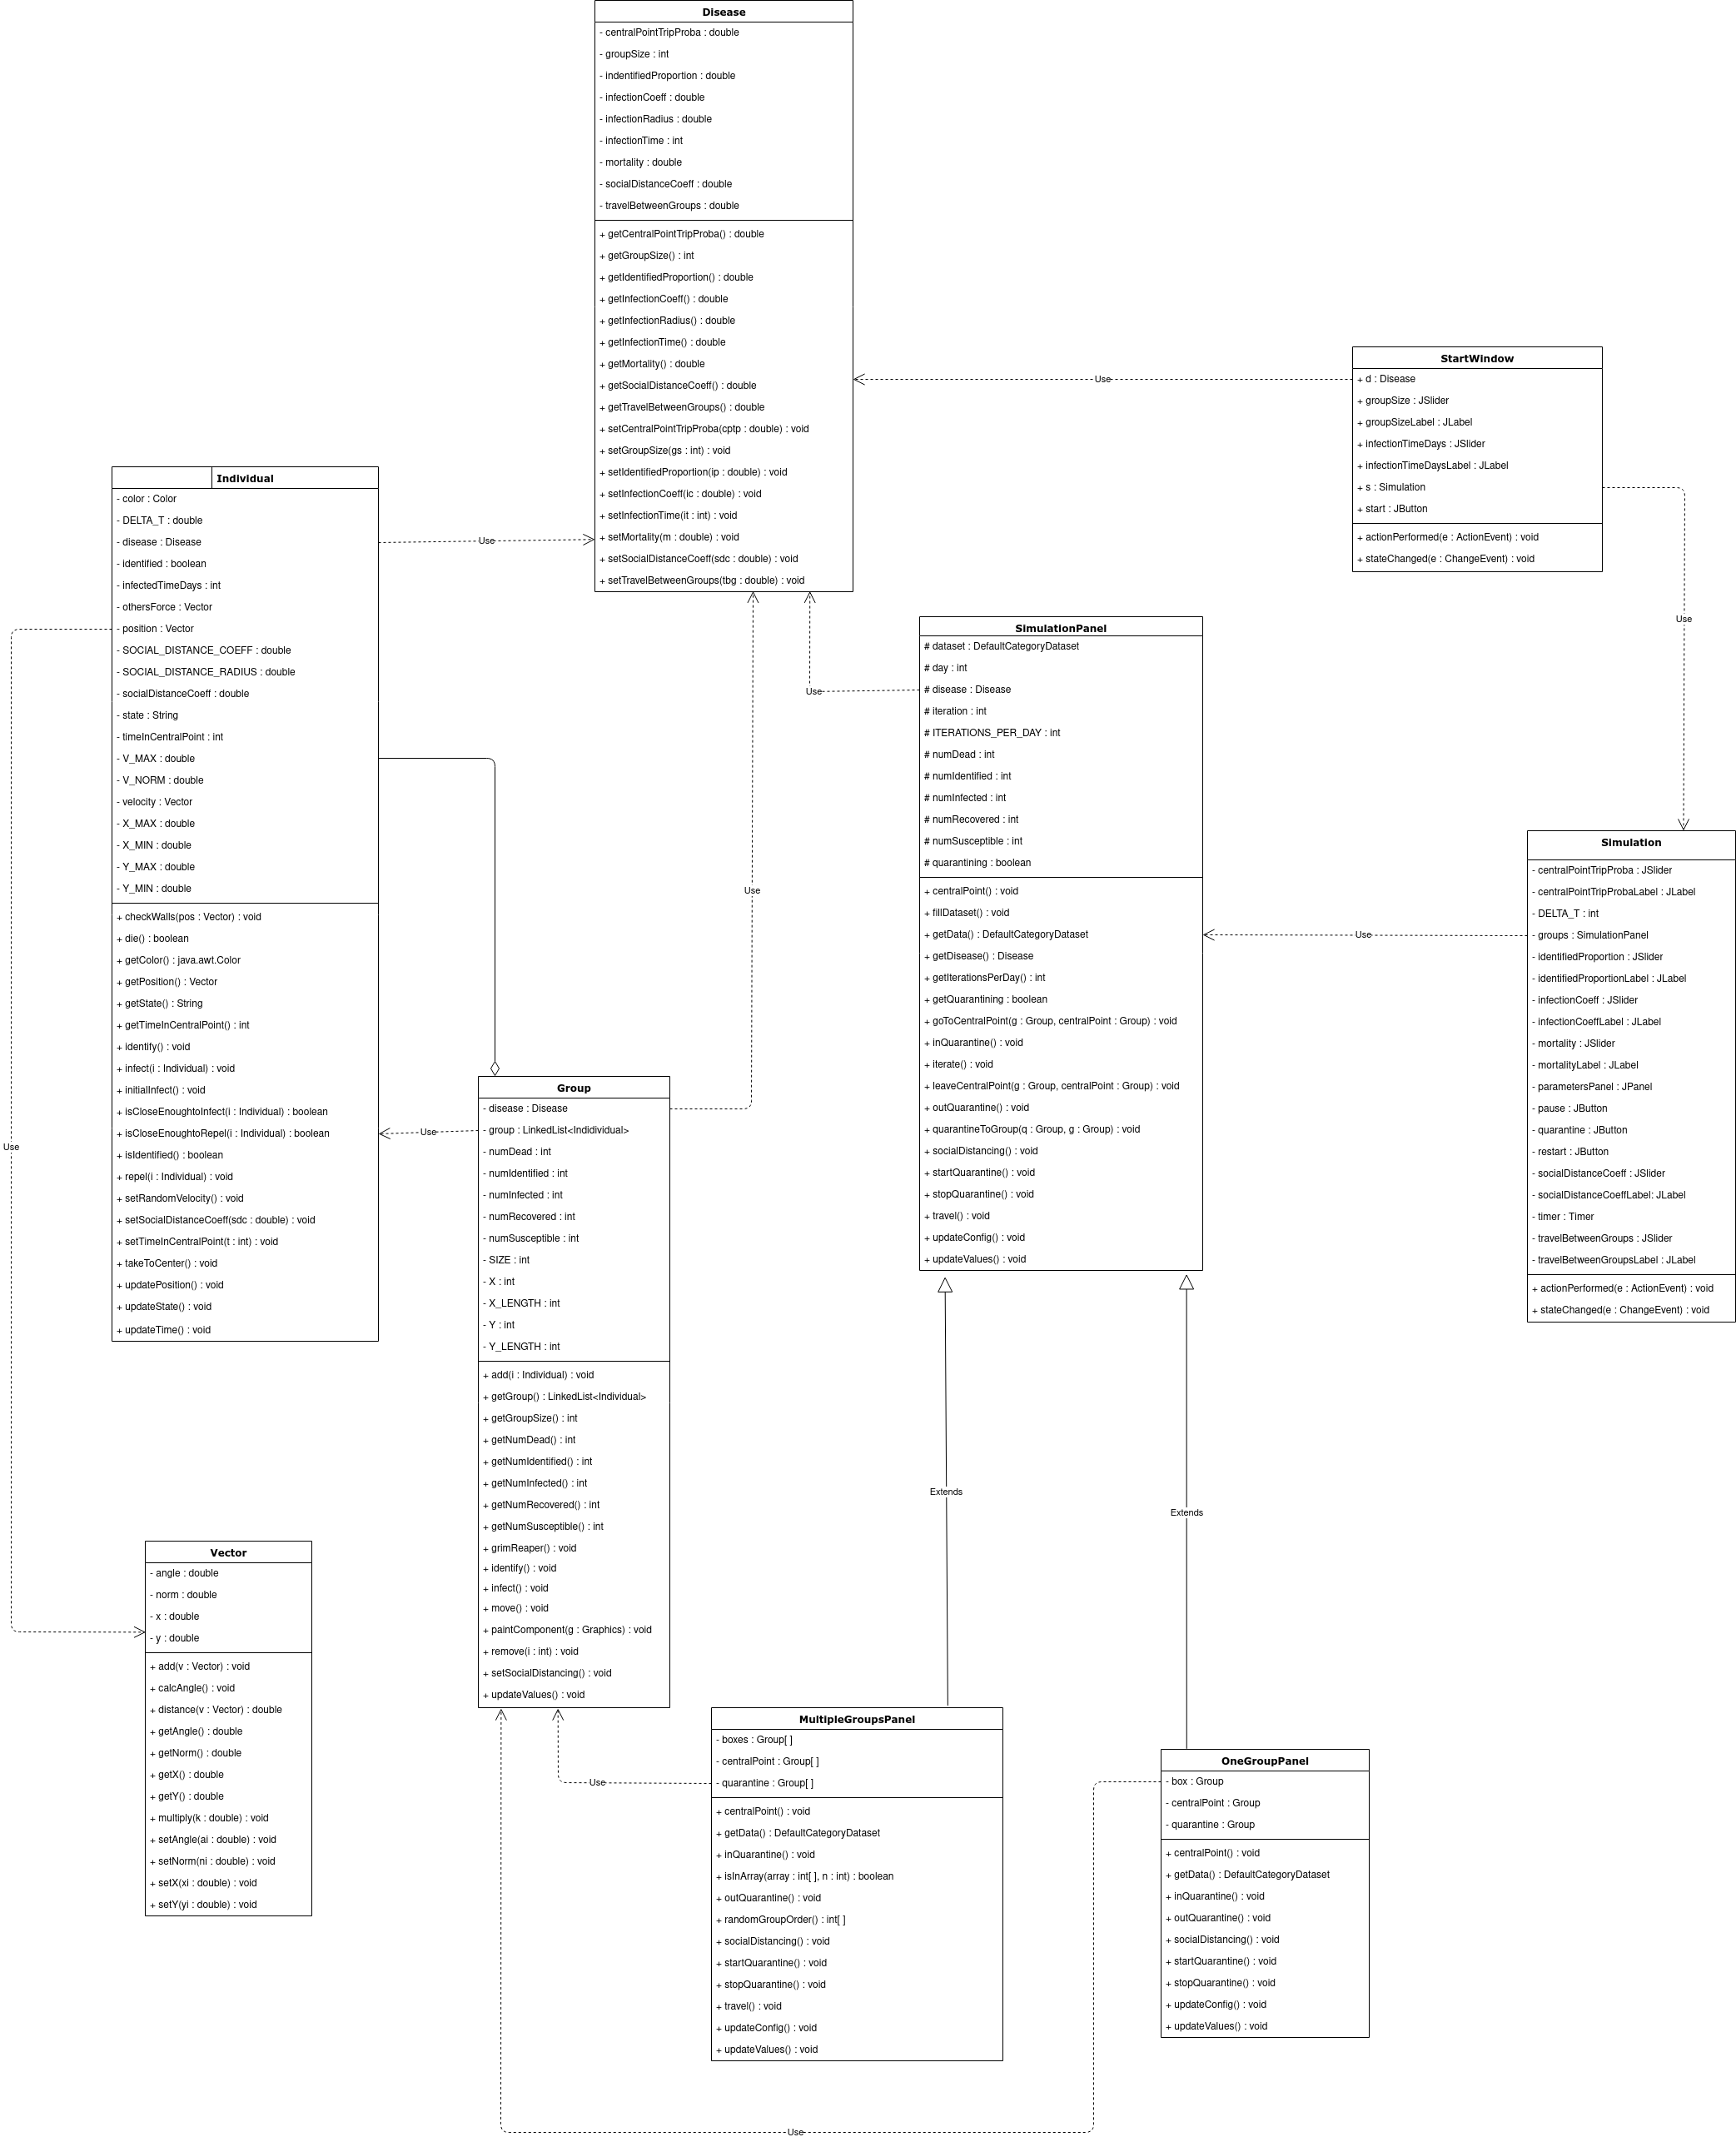 Disease
- centralPointTripProba : double
- groupSize : int
- indentifiedProportion : double
- infectionCoeff : double
- infectionRadius : double
- infectionTime : int
- mortality : double
- socialDistanceCoeff : double
- travelBetweenGroups : double
+ getCentralPointTripProba() : double
+ getGroupSize() : int
+ getIdentifiedProportion() : double
+ getInfectionCoeff() : double
+ getInfectionRadius() : double
+ getInfectionTime() : double
+ getMortality() : double
+ getSocialDistanceCoeff() : double
+ getTravelBetweenGroups() : double
+ setCentralPointTripProba(cptp : double) : void
+ setGroupSize(gs : int) : void
+ setIdentifiedProportion(ip : double) : void
+ setInfectionCoeff(ic : double) : void
+ setInfectionTime(it : int) : void
+ setMortality(m : double) : void
+ setSocialDistanceCoeff(sdc : double) : void
+ setTravelBetweenGroups(tbg : double) : void
Use
StartWindow
+ d : Disease
+ groupSize : JSlider
+ groupSizeLabel : JLabel
+ infectionTimeDays : JSlider
+ infectionTimeDaysLabel : JLabel
+ s : Simulation
+ start : JButton
+ actionPerformed(e : ActionEvent) : void
+ stateChanged(e : ChangeEvent) : void
Use
Individual
- color : Color
- DELTA_T : double
- disease : Disease
- identified : boolean
- infectedTimeDays : int
- othersForce : Vector
- position : Vector
- SOCIAL_DISTANCE_COEFF : double
- SOCIAL_DISTANCE_RADIUS : double
- socialDistanceCoeff : double
- state : String
- timeInCentralPoint : int
- V_MAX : double
- V_NORM : double
- velocity : Vector
- X_MAX : double
- X_MIN : double
- Y_MAX : double
- Y_MIN : double
+ checkWalls(pos : Vector) : void
+ die() : boolean
+ getColor() : java.awt.Color
+ getPosition() : Vector
+ getState() : String
+ getTimeInCentralPoint() : int
+ identify() : void
+ infect(i : Individual) : void
+ initialInfect() : void
+ isCloseEnoughtoInfect(i : Individual) : boolean
+ isCloseEnoughtoRepel(i : Individual) : boolean
+ isIdentified() : boolean
+ repel(i : Individual) : void
+ setRandomVelocity() : void
+ setSocialDistanceCoeff(sdc : double) : void
+ setTimeInCentralPoint(t : int) : void
+ takeToCenter() : void
+ updatePosition() : void
+ updateState() : void
+ updateTime() : void
Use
Use
Use
Use
Use
SimulationPanel
# dataset : DefaultCategoryDataset
# day : int
# disease : Disease
# iteration : int
# ITERATIONS_PER_DAY : int
# numDead : int
# numIdentified : int
# numInfected : int
# numRecovered : int
# numSusceptible : int
# quarantining : boolean
+ centralPoint() : void
+ fillDataset() : void
+ getData() : DefaultCategoryDataset
+ getDisease() : Disease
+ getIterationsPerDay() : int
+ getQuarantining : boolean
+ goToCentralPoint(g : Group, centralPoint : Group) : void
+ inQuarantine() : void
+ iterate() : void
+ leaveCentralPoint(g : Group, centralPoint : Group) : void
+ outQuarantine() : void
+ quarantineToGroup(q : Group, g : Group) : void
+ socialDistancing() : void
+ startQuarantine() : void
+ stopQuarantine() : void
+ travel() : void
+ updateConfig() : void
+ updateValues() : void
Use
Simulation
- centralPointTripProba : JSlider
- centralPointTripProbaLabel : JLabel
- DELTA_T : int
- groups : SimulationPanel
- identifiedProportion : JSlider
- identifiedProportionLabel : JLabel
- infectionCoeff : JSlider
- infectionCoeffLabel : JLabel
- mortality : JSlider
- mortalityLabel : JLabel
- parametersPanel : JPanel
- pause : JButton
- quarantine : JButton
- restart : JButton
- socialDistanceCoeff : JSlider
- socialDistanceCoeffLabel: JLabel
- timer : Timer
- travelBetweenGroups : JSlider
- travelBetweenGroupsLabel : JLabel
+ actionPerformed(e : ActionEvent) : void
+ stateChanged(e : ChangeEvent) : void
Group
- disease : Disease
- group : LinkedList<Indidividual>
- numDead : int
- numIdentified : int
- numInfected : int
- numRecovered : int
- numSusceptible : int
- SIZE : int
- X : int
- X_LENGTH : int
- Y : int
- Y_LENGTH : int
+ add(i : Individual) : void
+ getGroup() : LinkedList<Individual>
+ getGroupSize() : int
+ getNumDead() : int
+ getNumIdentified() : int
+ getNumInfected() : int
+ getNumRecovered() : int
+ getNumSusceptible() : int
+ grimReaper() : void
+ identify() : void
+ infect() : void
+ move() : void
+ paintComponent(g : Graphics) : void
+ remove(i : int) : void
+ setSocialDistancing() : void
+ updateValues() : void
Extends
Extends
Vector
- angle : double
- norm : double
- x : double
- y : double
+ add(v : Vector) : void
+ calcAngle() : void
+ distance(v : Vector) : double
+ getAngle() : double
+ getNorm() : double
+ getX() : double
+ getY() : double
+ multiply(k : double) : void
+ setAngle(ai : double) : void
+ setNorm(ni : double) : void
+ setX(xi : double) : void
+ setY(yi : double) : void
Use
MultipleGroupsPanel
- boxes : Group[ ]
- centralPoint : Group[ ]
- quarantine : Group[ ]
+ centralPoint() : void
+ getData() : DefaultCategoryDataset
+ inQuarantine() : void
+ isInArray(array : int[ ], n : int) : boolean
+ outQuarantine() : void
+ randomGroupOrder() : int[ ]
+ socialDistancing() : void
+ startQuarantine() : void
+ stopQuarantine() : void
+ travel() : void
+ updateConfig() : void
+ updateValues() : void
OneGroupPanel
- box : Group
- centralPoint : Group
- quarantine : Group
+ centralPoint() : void
+ getData() : DefaultCategoryDataset
+ inQuarantine() : void
+ outQuarantine() : void
+ socialDistancing() : void
+ startQuarantine() : void
+ stopQuarantine() : void
+ updateConfig() : void
+ updateValues() : void
Use